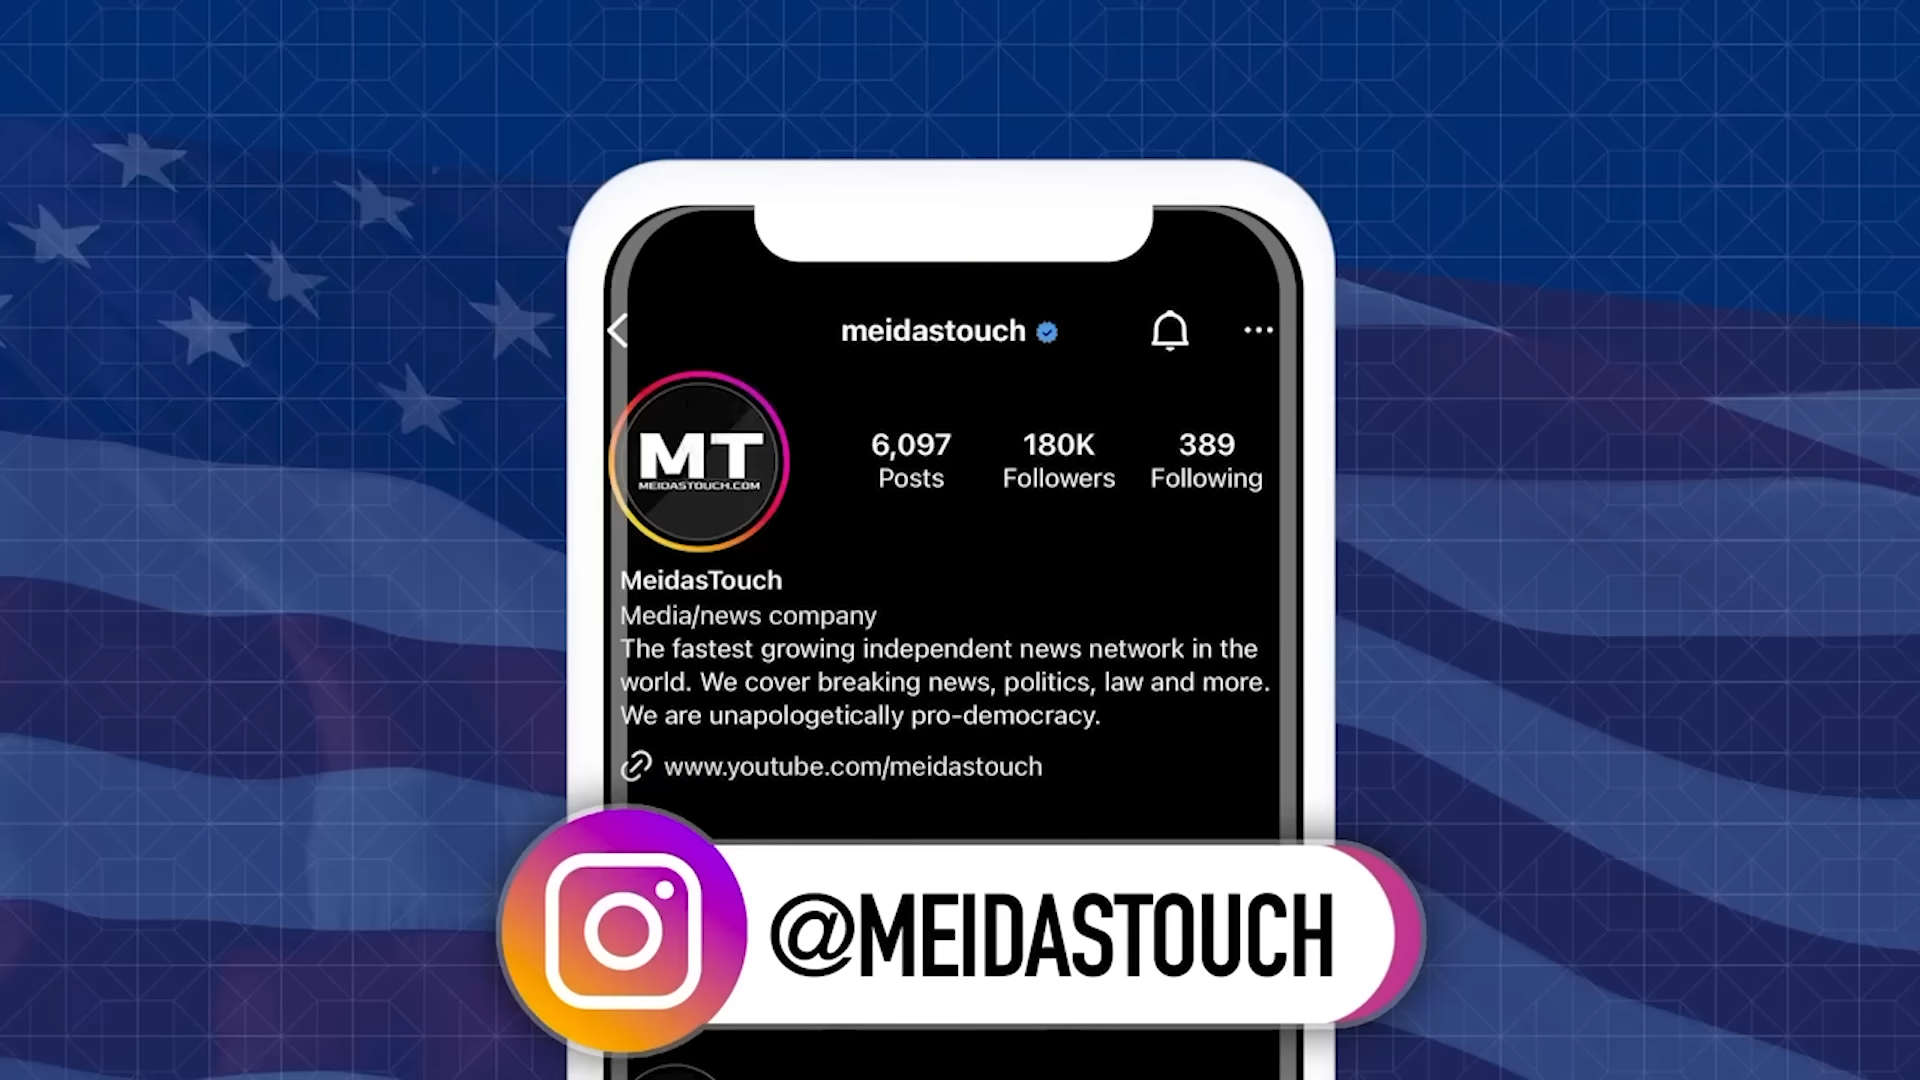 meidastouch
MT
MEIDASTOUCH.COM
6,097 180K 389
Posts Followers Following
MeidasTouch
Media/news company
The fastest growing independent news network in the
world. We cover breaking news, politics, law and more.
We are unapologetically pro-democracy.
www.youtube.com/meidastouch
@MEIDASTOUCH